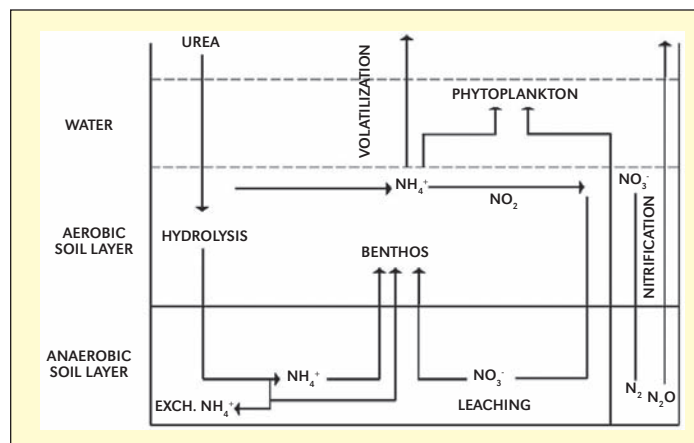 UREA
VOLATILIZATION
PHYTOPLANKTON
WATER
NH₄⁺
NO₂
NO₃⁻
NITRIFICATION
AEROBIC
SOIL LAYER
HYDROLYSIS
BENTHOS
ANAEROBIC
SOIL LAYER
NH₄⁺
NO₃⁻
N₂
N₂O
EXCH. NH₄⁺
LEACHING